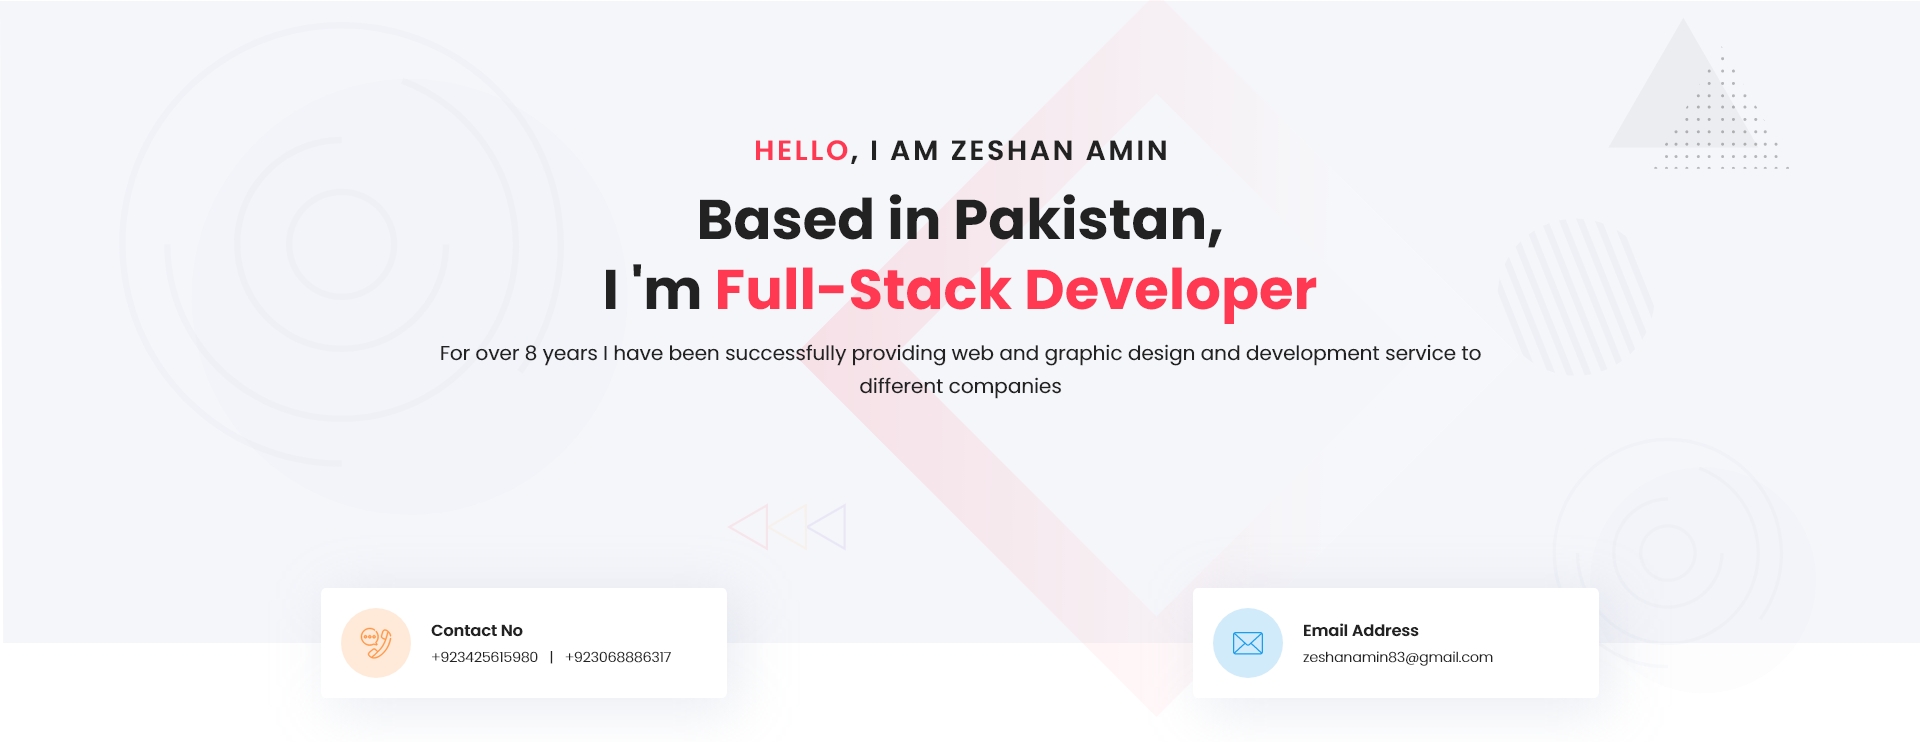 HELLO, I AM ZESHAN AMIN
Based in Pakistan,
I 'm Full-Stack Developer
For over 8 years I have been successfully providing web and graphic design and development service to
different companies
Contact No
+923425615980 | +923068886317
Email Address
zeshanamin83@gmail.com